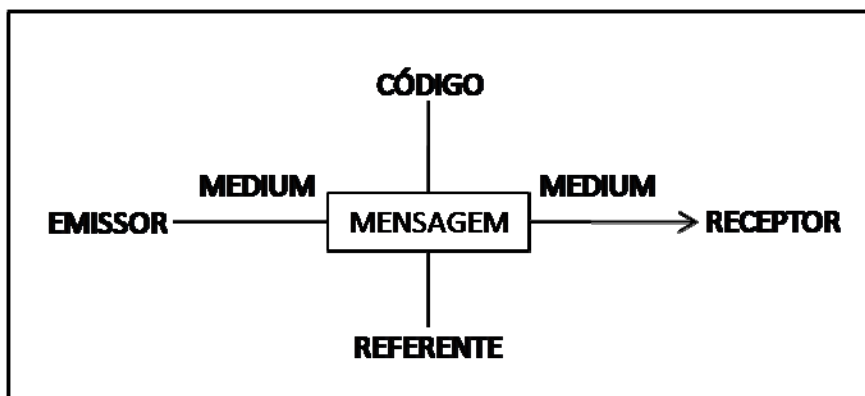 CÓDIGO
MEDIUM MEDIUM
EMISSOR MENSAGEM RECEPTOR
REFERENTE